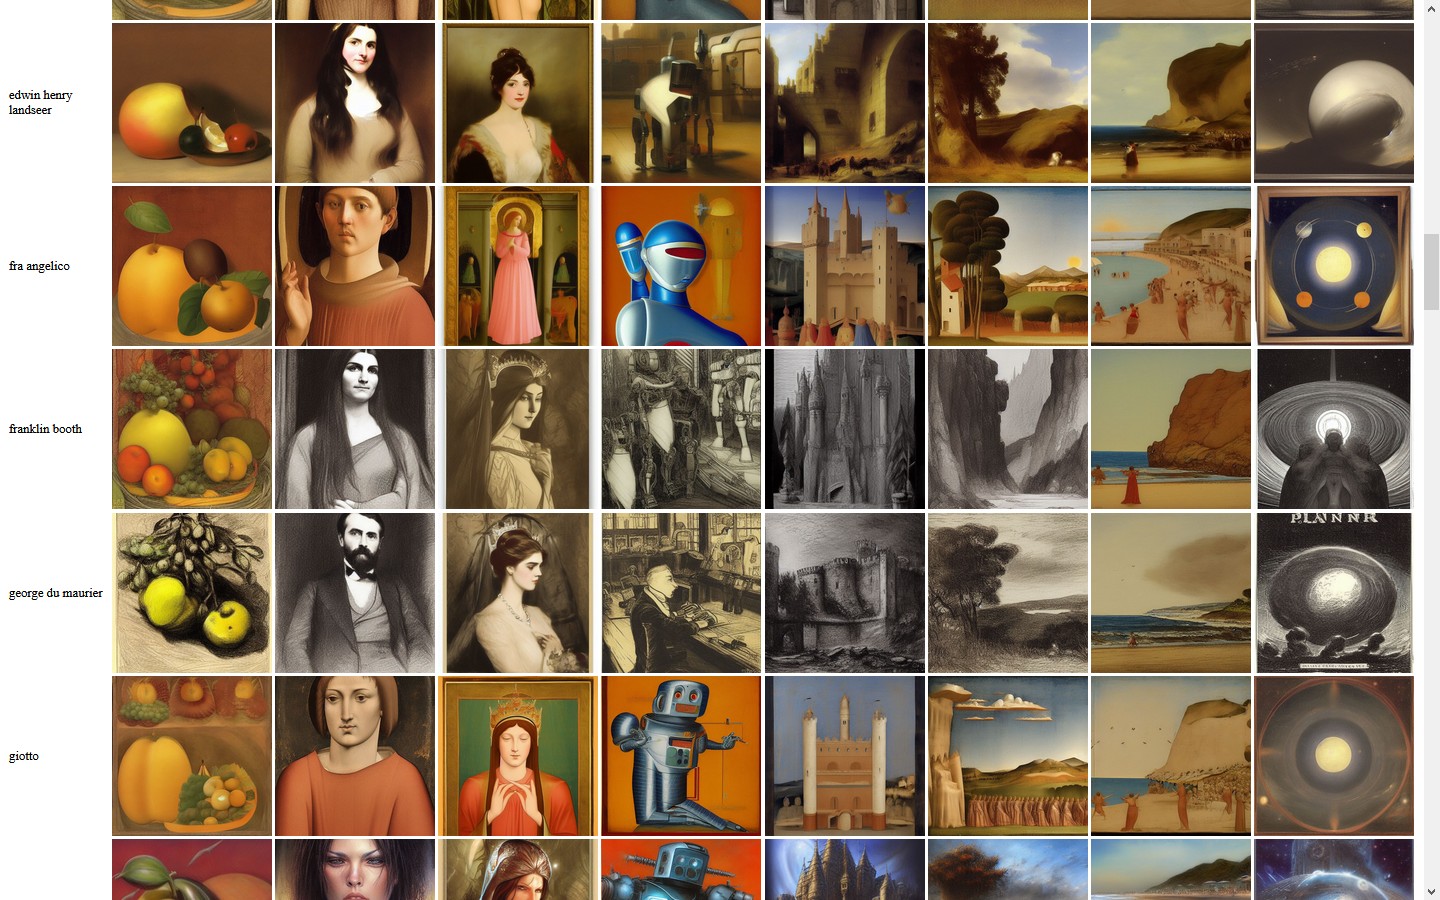 edwin henry
landseer
fra angelico
franklin booth
george du maurier
PLANNR
giotto